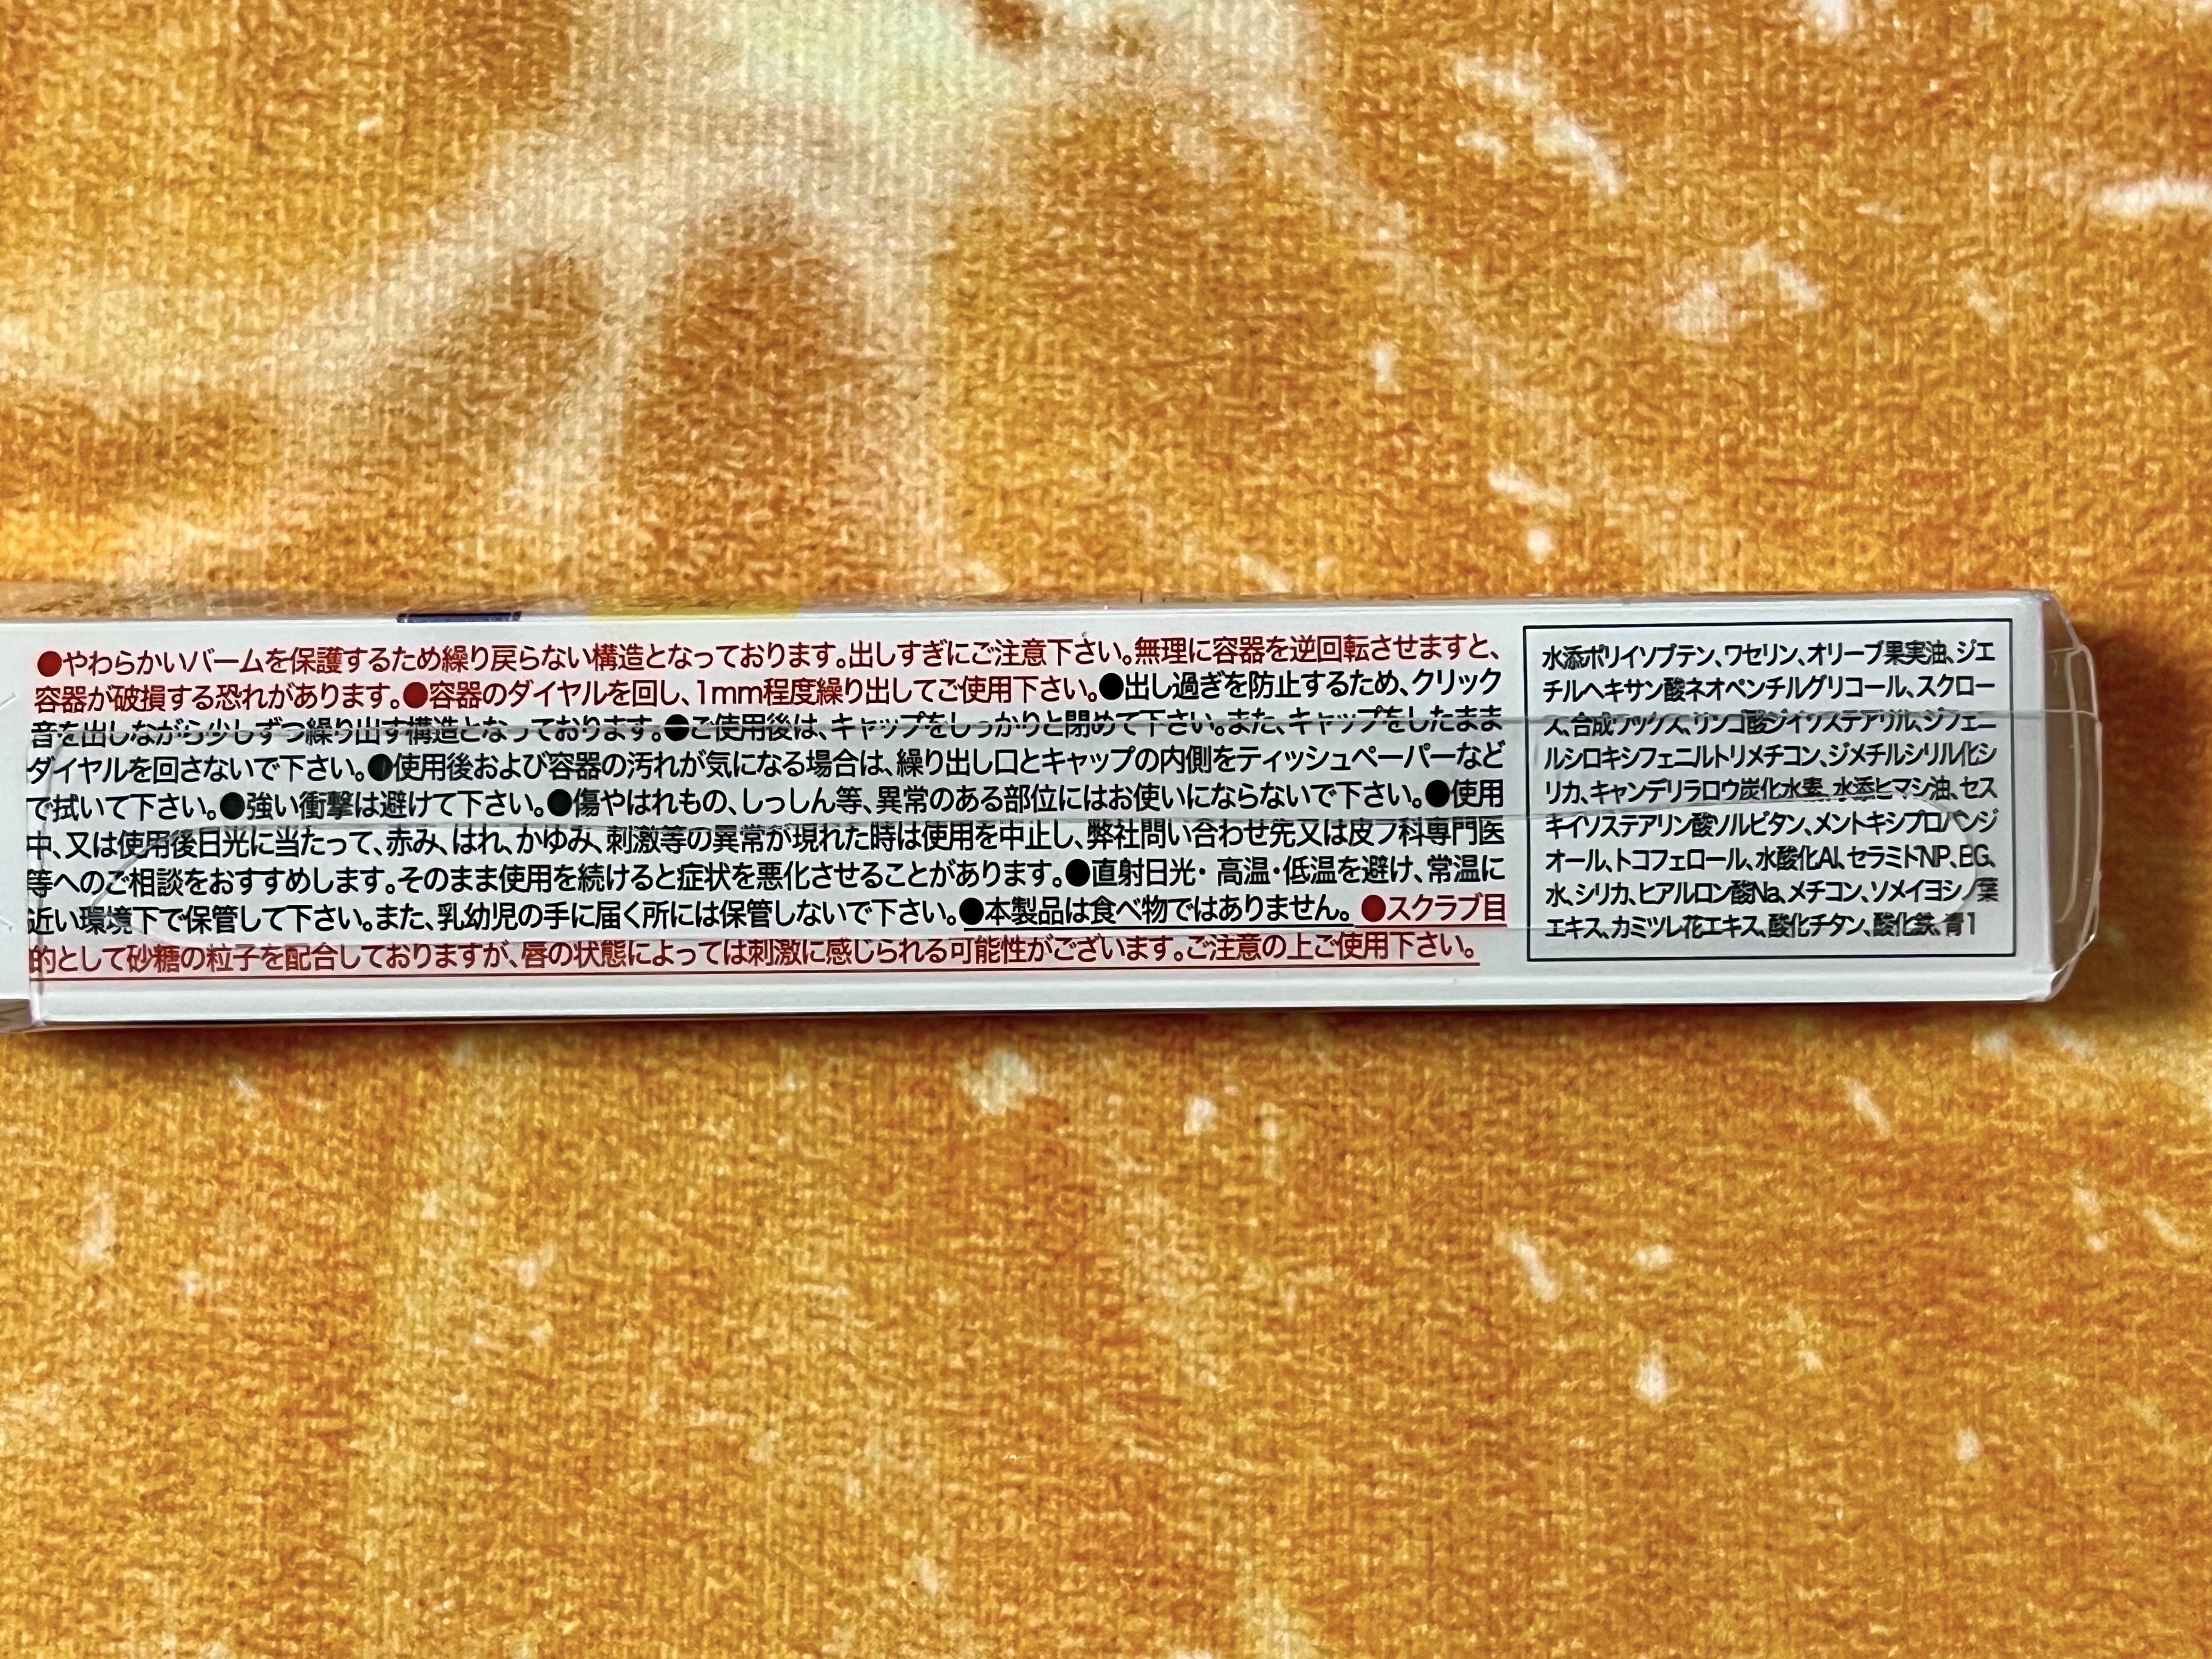 ●やわらかいバームを保護するため繰り戻らない構造となっております。出しすぎにご注意下さい。無理に容器を逆回転させますと、
容器が破損する恐れがあります。●容器のダイヤルを回し、1mm程度繰り出してご使用下さい。●出し過ぎを防止するため、クリック
音を出しながら少しずつ繰り出す構造となっております。●ご使用後は、キャップをしっかりと閉めて下さい。また、キャップをしたまま
ダイヤルを回さないで下さい。●使用後および容器の汚れが気になる場合は、繰り出し口とキャップの内側をティッシュペーパーなど
で拭いて下さい。●強い衝撃は避けて下さい。●傷やはれもの、しっしん等、異常のある部位にはお使いにならないで下さい。●使用
中、又は使用後日光に当たって、赤み、はれ、かゆみ、刺激等の異常が現れた時は使用を中止し、弊社問い合わせ先又は皮フ科専門医
等へのご相談をおすすめします。そのまま使用を続けると症状を悪化させることがあります。●直射日光・高温・低温を避け、常温に
近い環境下で保管して下さい。また、乳幼児の手に届く所には保管しないで下さい。●本製品は食べ物ではありません。●スクラブ目
的として砂糖の粒子を配合しておりますが、唇の状態によっては刺激に感じられる可能性がございます。ご注意の上ご使用下さい。
水添ポリイソブテン、ワセリン、オリーブ果実油、ジエ
チルヘキサン酸ネオペンチルグリコール、スクロー
ス、合成ワックス、リンゴ酸ジイソステアリル、ジフェニ
ルシロキシフェニルトリメチコン、ジメチルシリル化シ
リカ、キャンデリラロウ炭化水素、水添ヒマシ油、セス
キイソステアリン酸ソルビタン、メントキシプロパンジ
オール、トコフェロール、水酸化Al、セラミドNP、BG、
水、シリカ、ヒアルロン酸Na、メチコン、ソメイヨシノ葉
エキス、カミツレ花エキス、酸化チタン、酸化鉄、青1